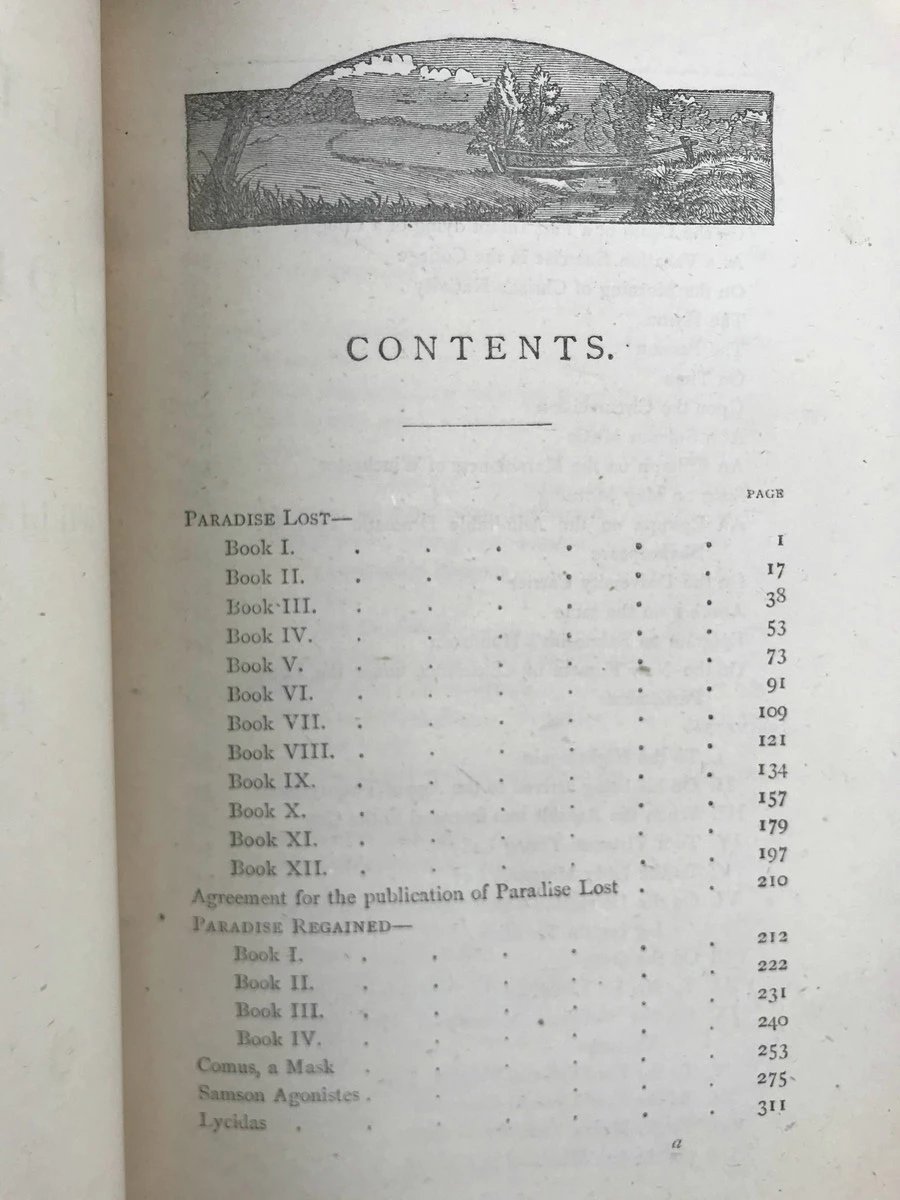 CONTENTS.
PAGE
PARADISE LOST—
Book I. . . . . . . 1
Book II. . . . . . . 17
Book III. . . . . . . 38
Book IV. . . . . . . 53
Book V. . . . . . . 73
Book VI. . . . . . . 91
Book VII. . . . . . . 109
Book VIII. . . . . . . 121
Book IX. . . . . . . 134
Book X. . . . . . . 157
Book XI. . . . . . . 179
Book XII. . . . . . . 197
Agreement for the publication of Paradise Lost . . 210
PARADISE REGAINED—
Book I. . . . . . . 212
Book II. . . . . . . 222
Book III. . . . . . . 231
Book IV. . . . . . . 240
Comus, a Mask . . . . . 253
Samson Agonistes . . . . . 275
Lycidas . . . . . . 311
a